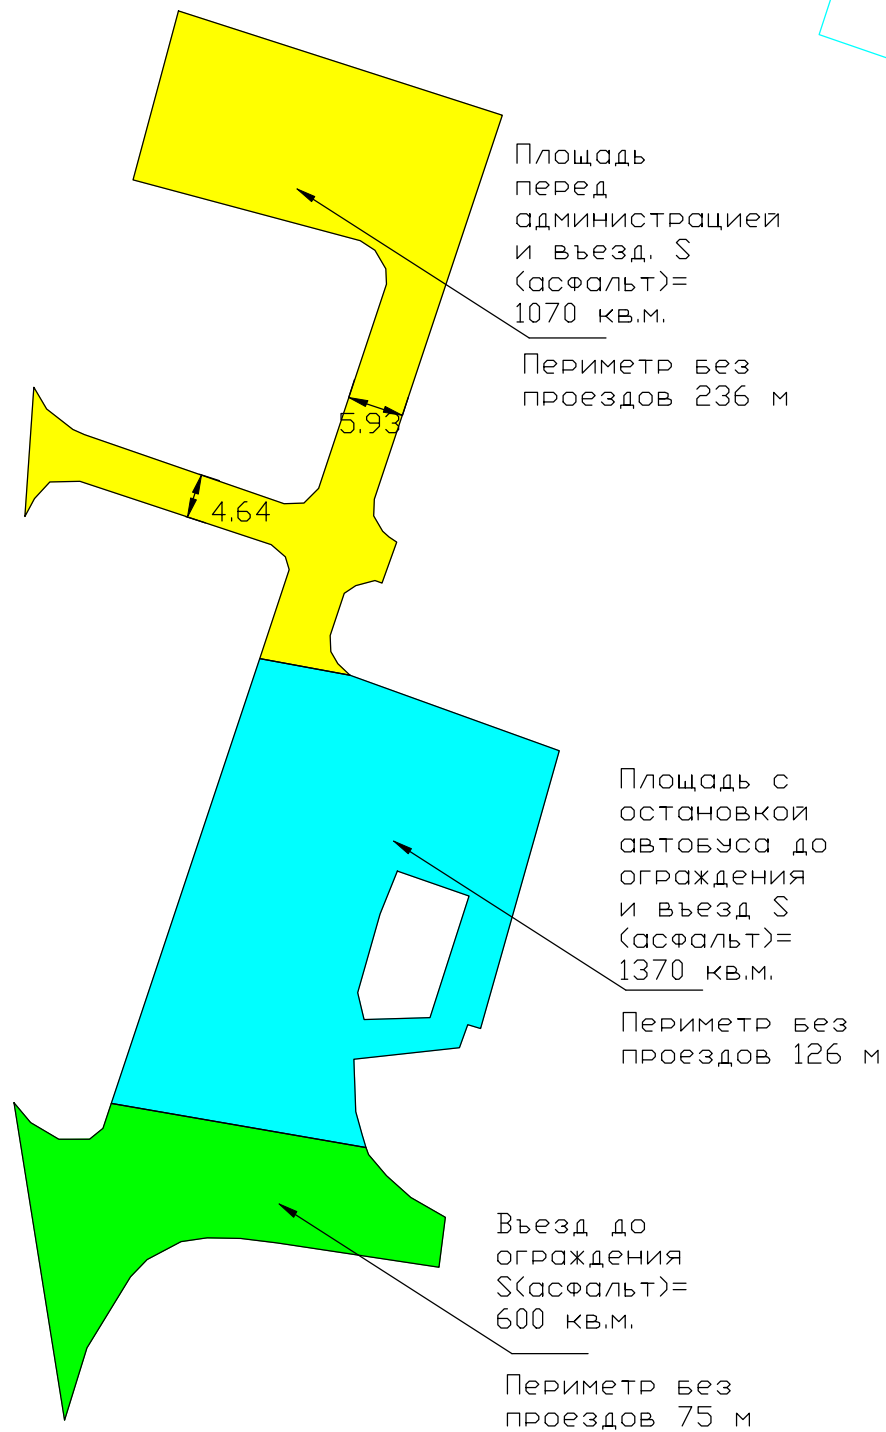 Площадь
перед
администрацией
и въезд. S
(асфальт)=
1070 кв.м.
Периметр без
проездов 236 м
5.93
4.64
Площадь с
остановкой
автобуса до
ограждения
и въезд S
(асфальт)=
1370 кв.м.
Периметр без
проездов 126 м
Въезд до
ограждения
S(асфальт)=
600 кв.м.
Периметр без
проездов 75 м